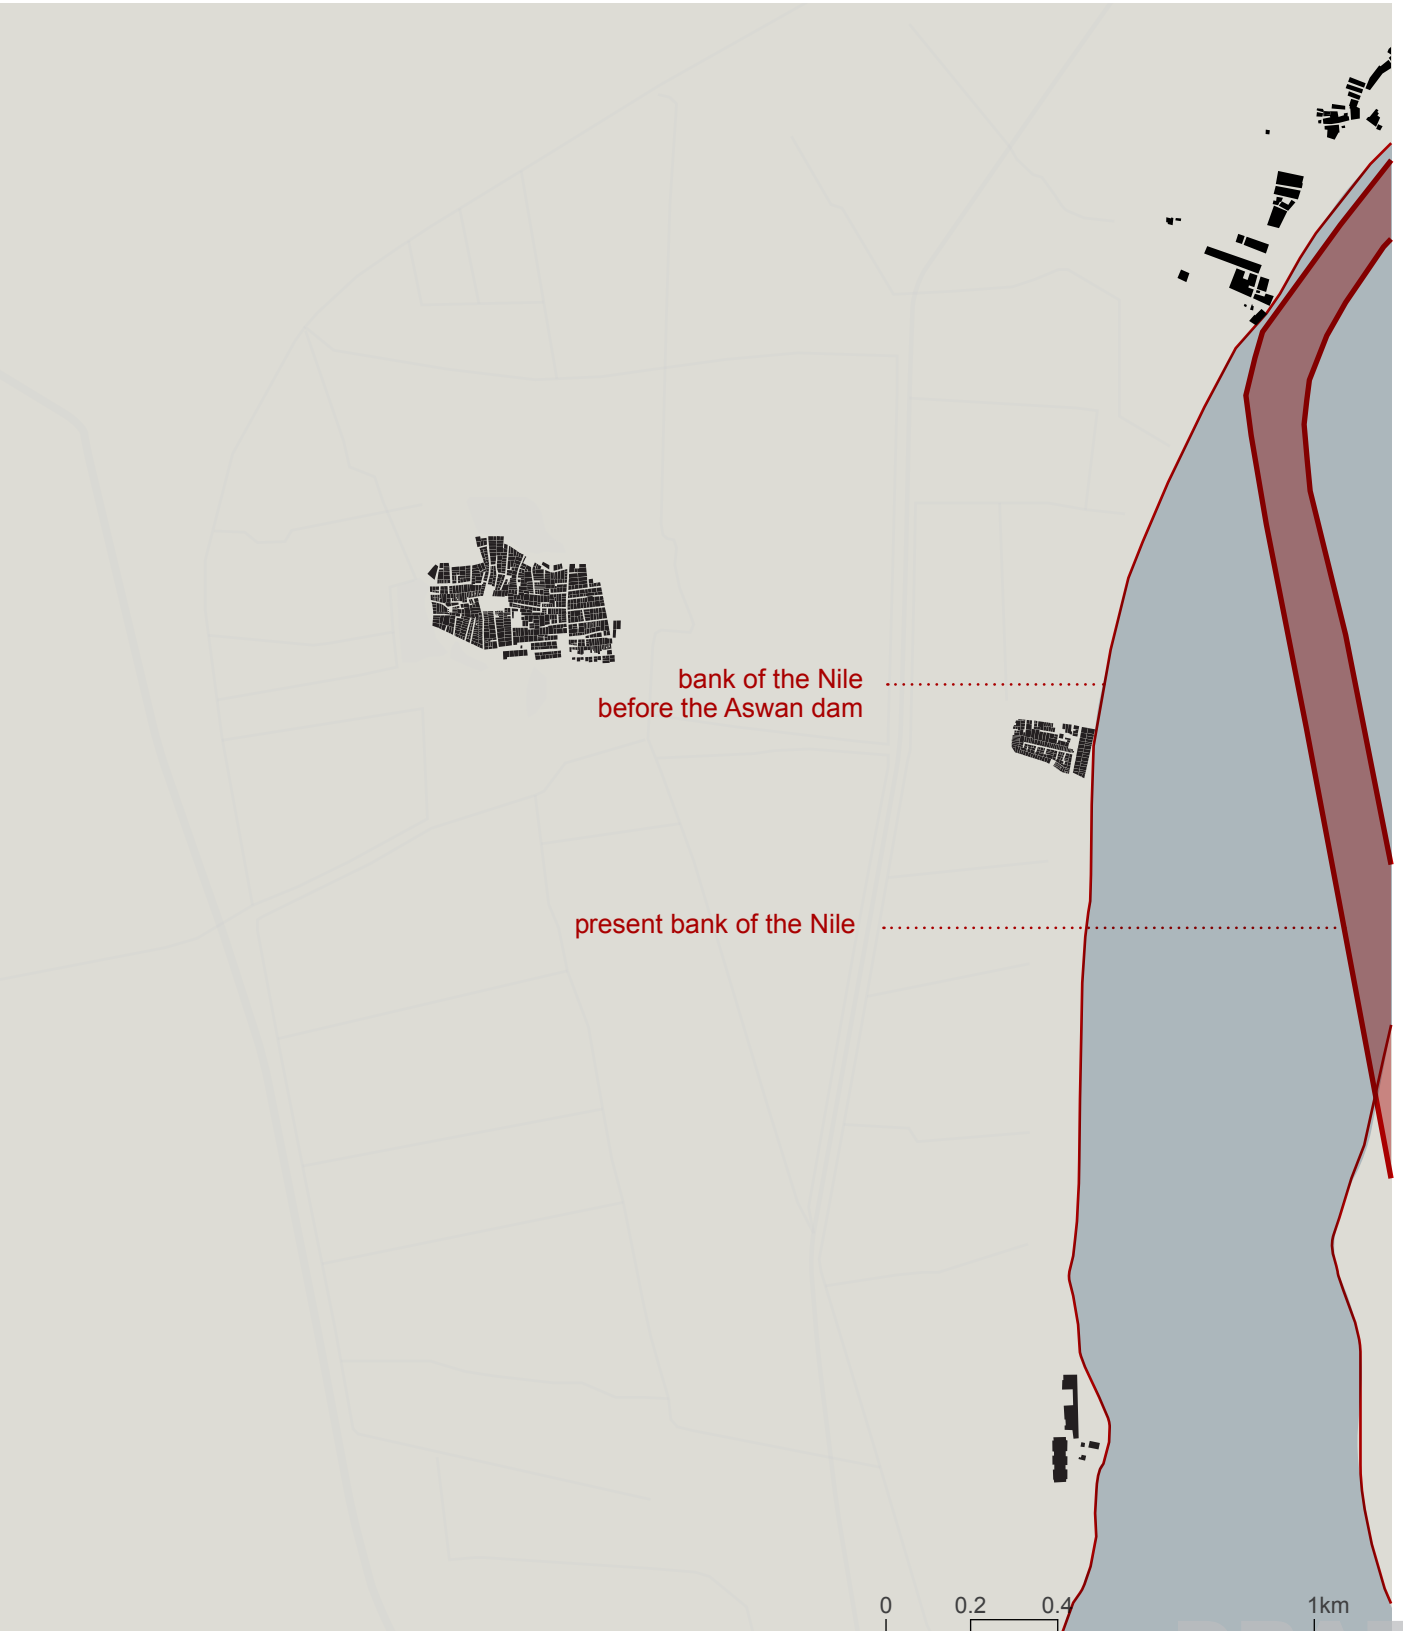 bank of the Nile
before the Aswan dam
present bank of the Nile
0 0.2 0.4 1km